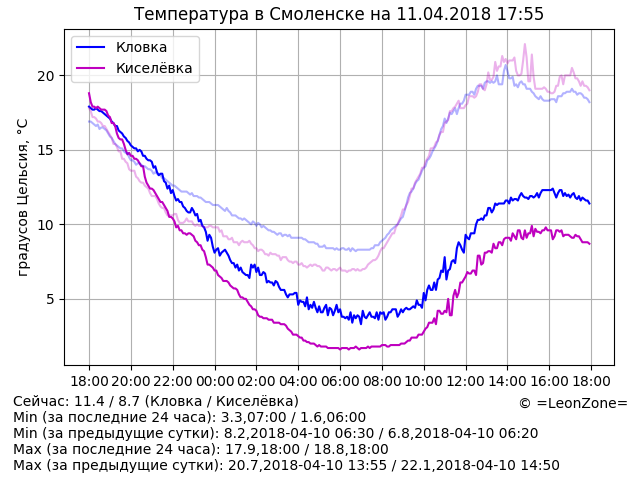 Температура в Смоленске на 11.04.2018 17:55
Кловка
Киселёвка
градусов Цельсия, °C
20
15
10
5
18:00 20:00 22:00 00:00 02:00 04:00 06:00 08:00 10:00 12:00 14:00 16:00 18:00
Сейчас: 11.4 / 8.7 (Кловка / Киселёвка)
© =LeonZone=
Min (за последние 24 часа): 3.3,07:00 / 1.6,06:00
Min (за предыдущие сутки): 8.2,2018-04-10 06:30 / 6.8,2018-04-10 06:20
Max (за последние 24 часа): 17.9,18:00 / 18.8,18:00
Max (за предыдущие сутки): 20.7,2018-04-10 13:55 / 22.1,2018-04-10 14:50